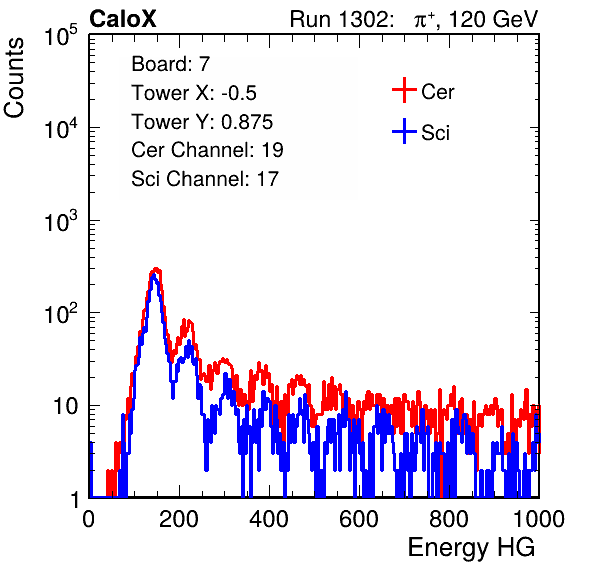 CaloX Run 1302: π⁺, 120 GeV
Counts
10⁵
10⁴
10³
10²
10
1
Board: 7
Tower X: -0.5
Tower Y: 0.875
Cer Channel: 19
Sci Channel: 17
Cer
Sci
0 200 400 600 800 1000
Energy HG